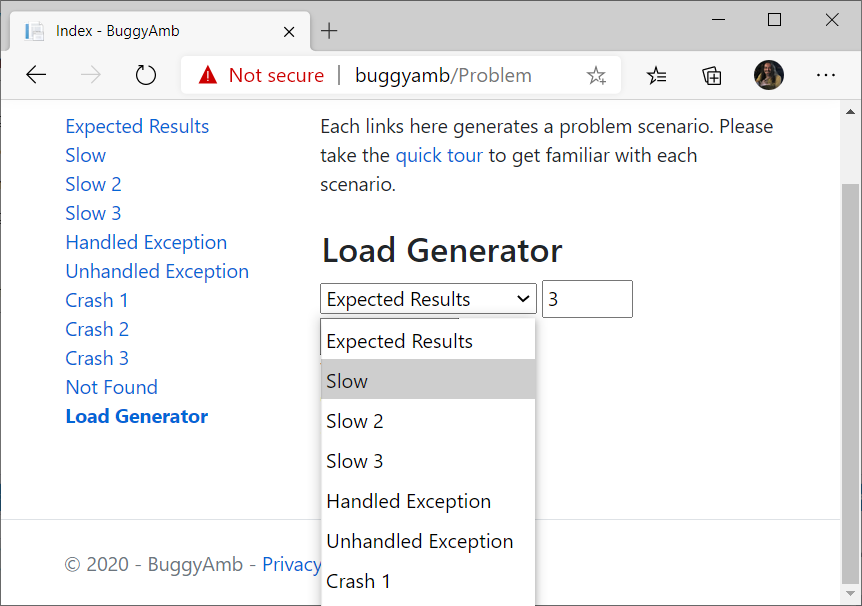 Index - BuggyAmb
Not secure | buggyamb/Problem
Expected Results
Slow
Slow 2
Slow 3
Handled Exception
Unhandled Exception
Crash 1
Crash 2
Crash 3
Not Found
Load Generator
Each links here generates a problem scenario. Please
take the quick tour to get familiar with each
scenario.
Load Generator
Expected Results 3
Expected Results
Slow
Slow 2
Slow 3
Handled Exception
Unhandled Exception
Crash 1
© 2020 - BuggyAmb - Privacy